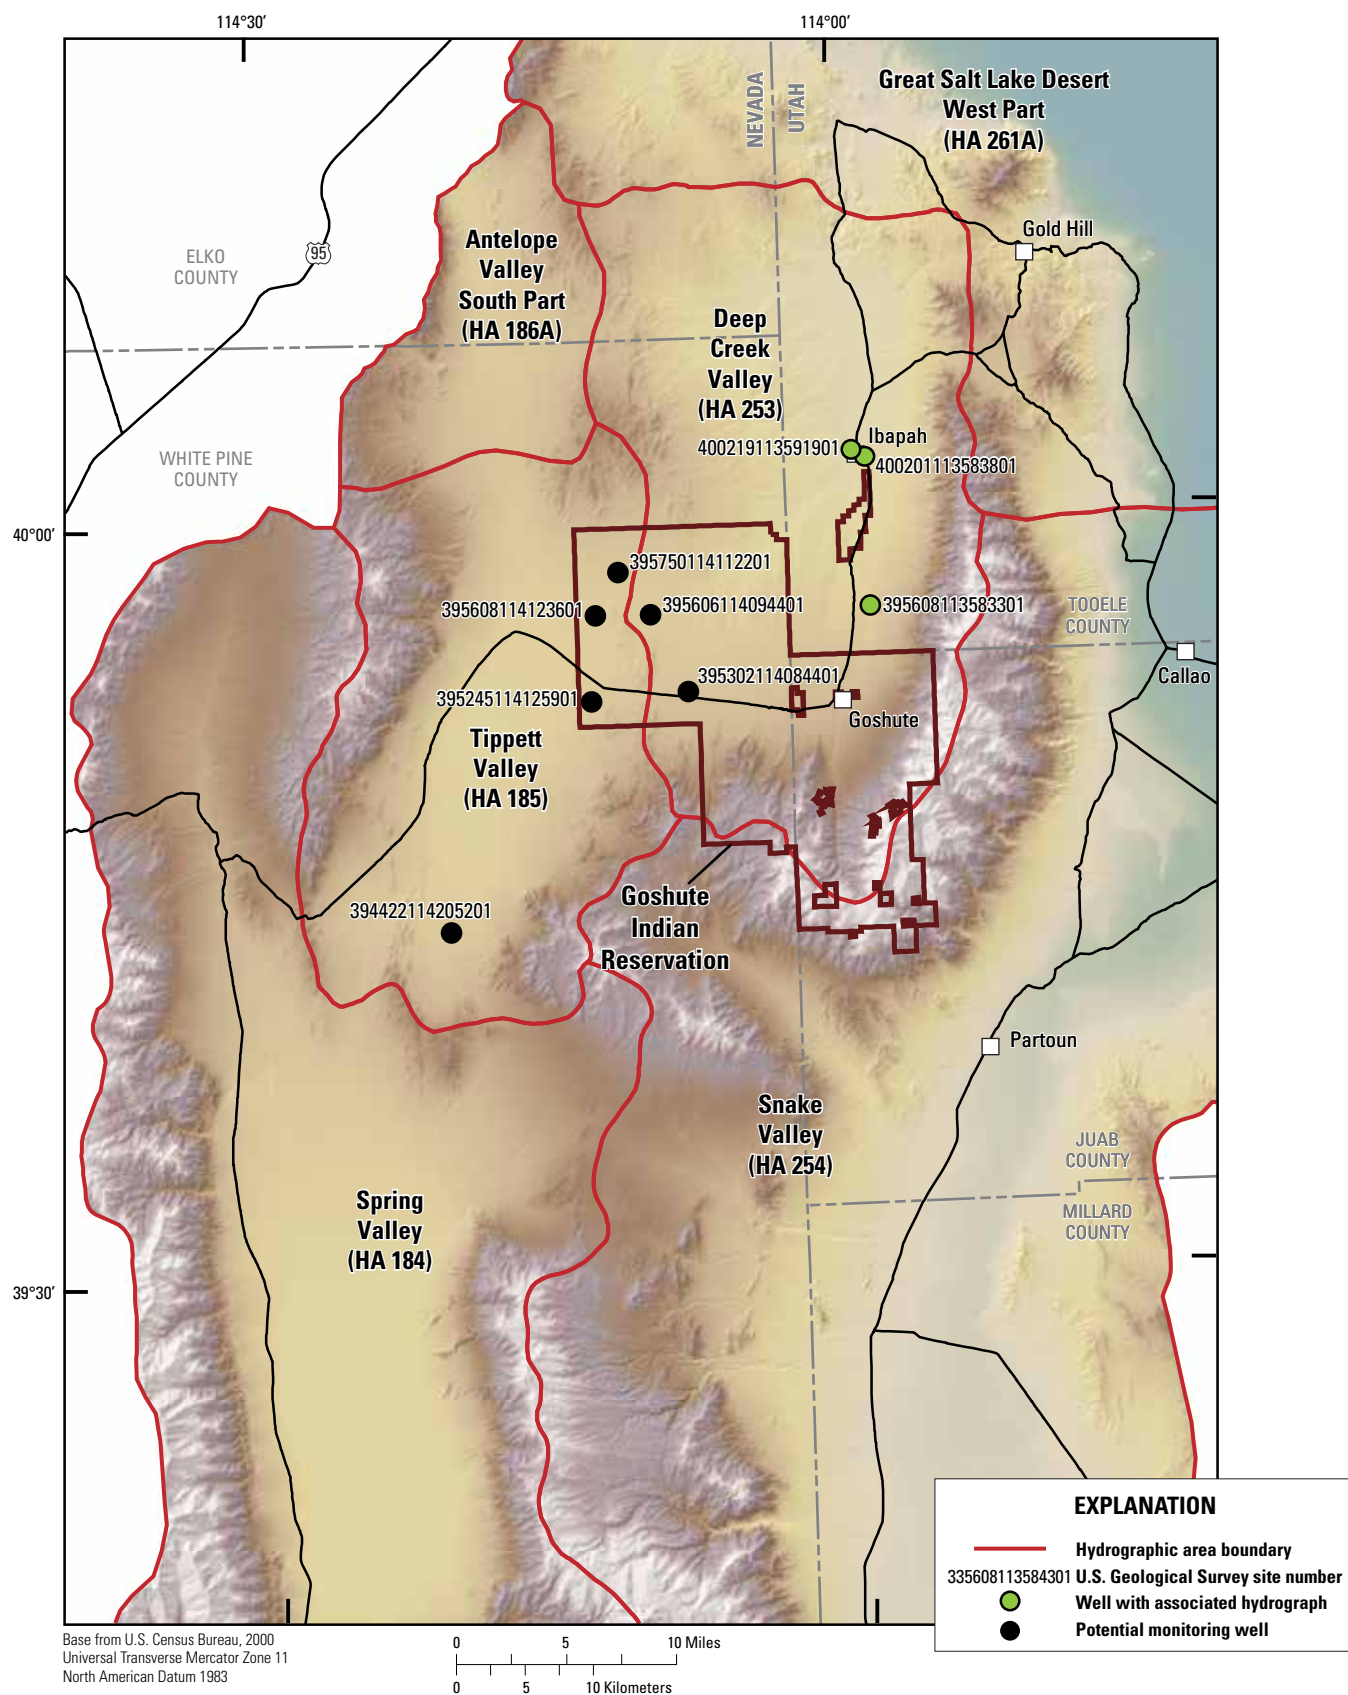 114°30′
114°00′
Great Salt Lake Desert
West Part
(HA 261A)
NEVADA
UTAH
Gold Hill
Antelope
Valley
South Part
(HA 186A)
ELKO
COUNTY
95
Deep
Creek
Valley
(HA 253)
Ibapah
400219113591901
400201113583801
WHITE PINE
COUNTY
40°00′
395750114112201
395608114123601
395606114094401
395608113583301
TOOELE
COUNTY
Callao
395302114084401
395245114125901
Goshute
Tippett
Valley
(HA 185)
Goshute
Indian
Reservation
394422114205201
Partoun
Snake
Valley
(HA 254)
JUAB
COUNTY
MILLARD
COUNTY
Spring
Valley
(HA 184)
39°30′
EXPLANATION
Hydrographic area boundary
335608113584301 U.S. Geological Survey site number
Well with associated hydrograph
Potential monitoring well
Base from U.S. Census Bureau, 2000
Universal Transverse Mercator Zone 11
North American Datum 1983
0 5 10 Miles
0 5 10 Kilometers